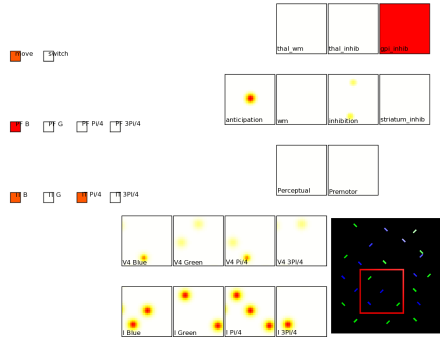 thal_wm thal_inhib gpi_inhib
move switch
anticipation wm inhibition striatum_inhib
PF B PF G PF Pi/4 PF 3Pi/4
Perceptual Premotor
IT B IT G IT Pi/4 IT 3Pi/4
V4 Blue V4 Green V4 Pi/4 V4 3Pi/4
I Blue I Green I Pi/4 I 3Pi/4